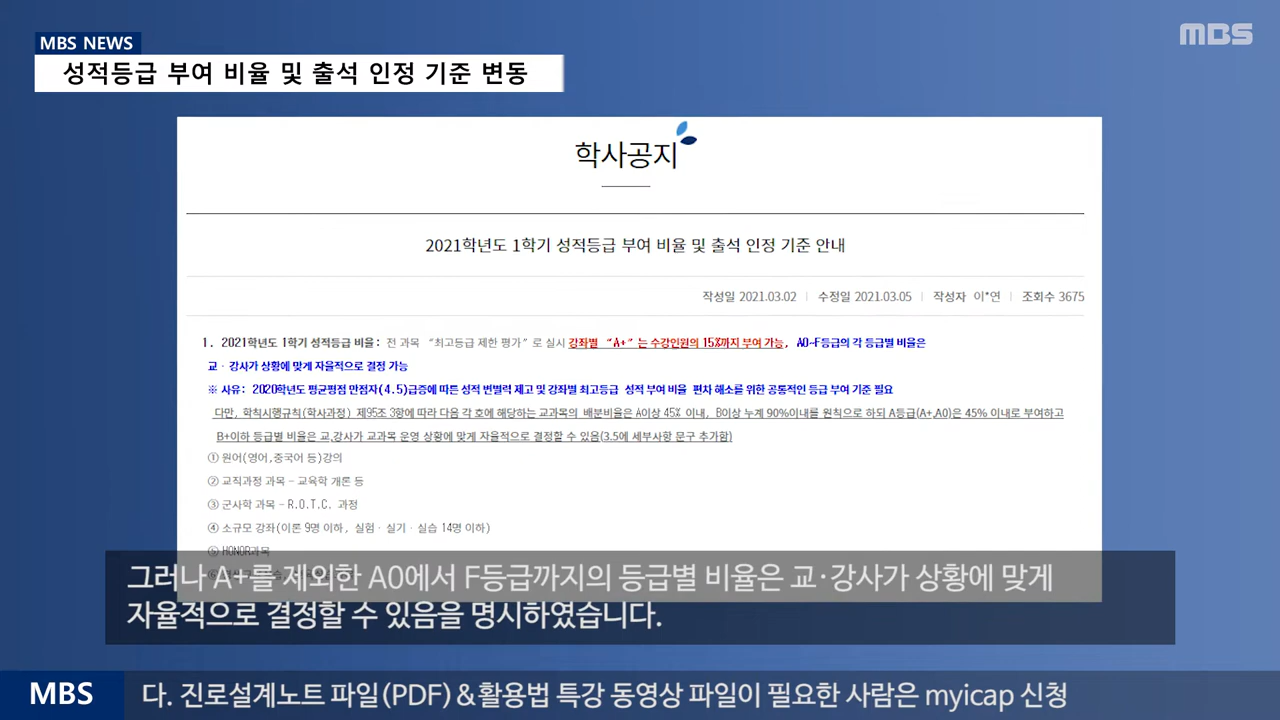 MBS NEWS
MBS
성적등급 부여 비율 및 출석 인정 기준 변동
학사공지
2021학년도 1학기 성적등급 부여 비율 및 출석 인정 기준 안내
작성일 2021.03.02 | 수정일 2021.03.05 | 작성자 이*연 | 조회수 3675
1. 2021학년도 1학기 성적등급 비율: 전 과목 “최고등급 제한 평가”로 실시 강좌별 “A+”는 수강인원의 15%까지 부여 가능, A0~F등급의 각 등급별 비율은
교·강사가 상황에 맞게 자율적으로 결정 가능
※ 사유: 2020학년도 평균평점 만점자(4.5)급증에 따른 성적 변별력 제고 및 강좌별 최고등급 성적 부여 비율 편차 해소를 위한 공통적인 등급 부여 기준 필요
다만, 학칙시행규칙(학사과정) 제95조 3항에 따라 다음 각 호에 해당하는 교과목의 배분비율은 A이상 45% 이내, B이상 누계 90%이내를 원칙으로 하되 A등급(A+,A0)은 45% 이내로 부여하고
B+이하 등급별 비율은 교,강사가 교과목 운영 상황에 맞게 자율적으로 결정할 수 있음(3.5에 세부사항 문구 추가함)
① 원어(영어,중국어 등)강의
② 교직과정 과목 – 교육학 개론 등
③ 군사학 과목 – R.O.T.C. 과정
④ 소규모 강좌(이론 9명 이하, 실험·실기·실습 14명 이하)
⑤ HONOR과목
그러나 A+를 제외한 A0에서 F등급까지의 등급별 비율은 교·강사가 상황에 맞게
자율적으로 결정할 수 있음을 명시하였습니다.
MBS 다. 진로설계노트 파일(PDF)&활용법 특강 동영상 파일이 필요한 사람은 myicap 신청